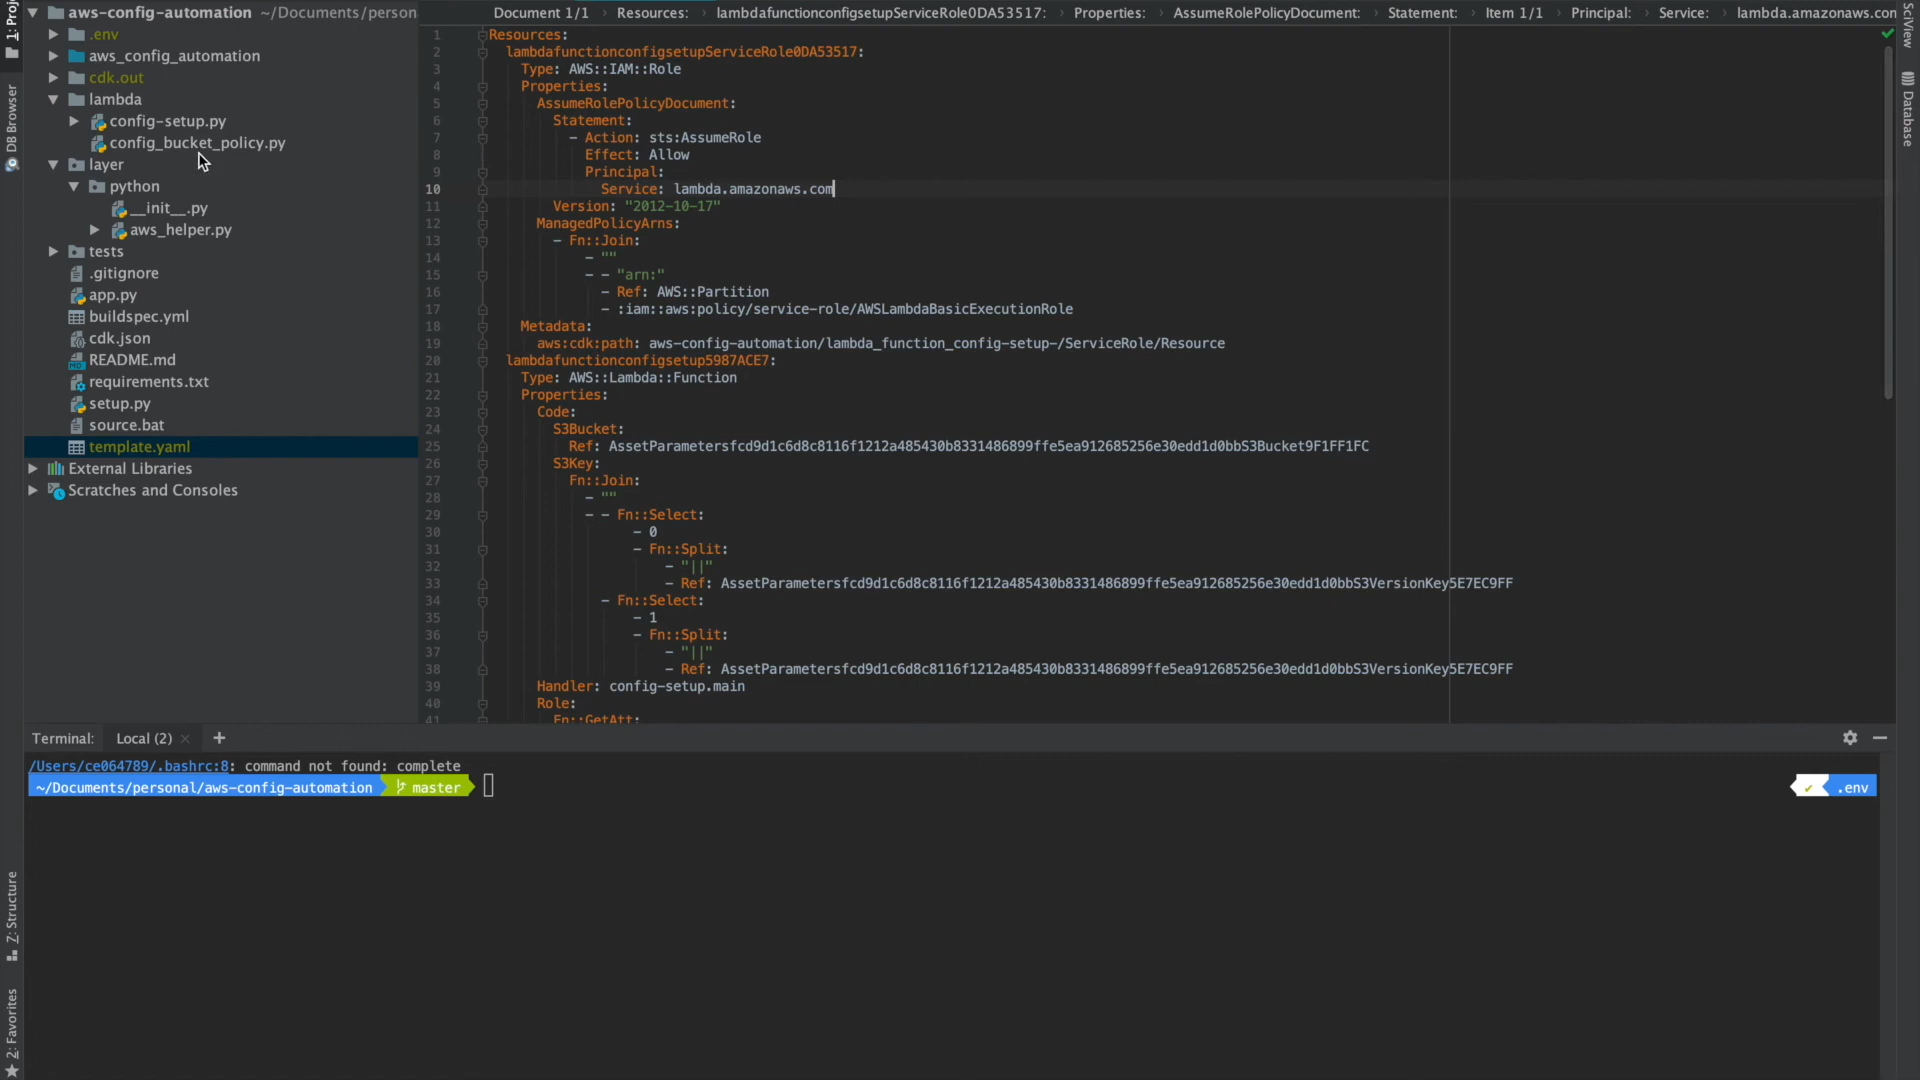 1: Proje
DB Browser
Z: Structure
2: Favorites
aws-config-automation ~/Documents/person
.env
aws_config_automation
cdk.out
lambda
config-setup.py
config_bucket_policy.py
layer
python
__init__.py
aws_helper.py
tests
.gitignore
app.py
buildspec.yml
cdk.json
README.md
requirements.txt
setup.py
source.bat
template.yaml
External Libraries
Scratches and Consoles
Document 1/1 › Resources: › lambdafunctionconfigsetupServiceRole0DA53517: › Properties: › AssumeRolePolicyDocument: › Statement: › Item 1/1 › Principal: › Service: › lambda.amazonaws.com
1 Resources:
2 lambdafunctionconfigsetupServiceRole0DA53517:
3 Type: AWS::IAM::Role
4 Properties:
5 AssumeRolePolicyDocument:
6 Statement:
7 - Action: sts:AssumeRole
8 Effect: Allow
9 Principal:
10 Service: lambda.amazonaws.com
11 Version: "2012-10-17"
12 ManagedPolicyArns:
13 - Fn::Join:
14 - ""
15 - - "arn:"
16 - Ref: AWS::Partition
17 - :iam::aws:policy/service-role/AWSLambdaBasicExecutionRole
18 Metadata:
19 aws:cdk:path: aws-config-automation/lambda_function_config-setup-/ServiceRole/Resource
20 lambdafunctionconfigsetup5987ACE7:
21 Type: AWS::Lambda::Function
22 Properties:
23 Code:
24 S3Bucket:
25 Ref: AssetParametersfcd9d1c6d8c8116f1212a485430b8331486899ffe5ea912685256e30edd1d0bbS3Bucket9F1FF1FC
26 S3Key:
27 Fn::Join:
28 - ""
29 - - Fn::Select:
30 - 0
31 - Fn::Split:
32 - "||"
33 - Ref: AssetParametersfcd9d1c6d8c8116f1212a485430b8331486899ffe5ea912685256e30edd1d0bbS3VersionKey5E7EC9FF
34 - Fn::Select:
35 - 1
36 - Fn::Split:
37 - "||"
38 - Ref: AssetParametersfcd9d1c6d8c8116f1212a485430b8331486899ffe5ea912685256e30edd1d0bbS3VersionKey5E7EC9FF
39 Handler: config-setup.main
40 Role:
41 Fn::GetAtt:
SciView
Database
Terminal: Local (2) × +
/Users/ce064789/.bashrc:8: command not found: complete
~/Documents/personal/aws-config-automation master
✔ .env